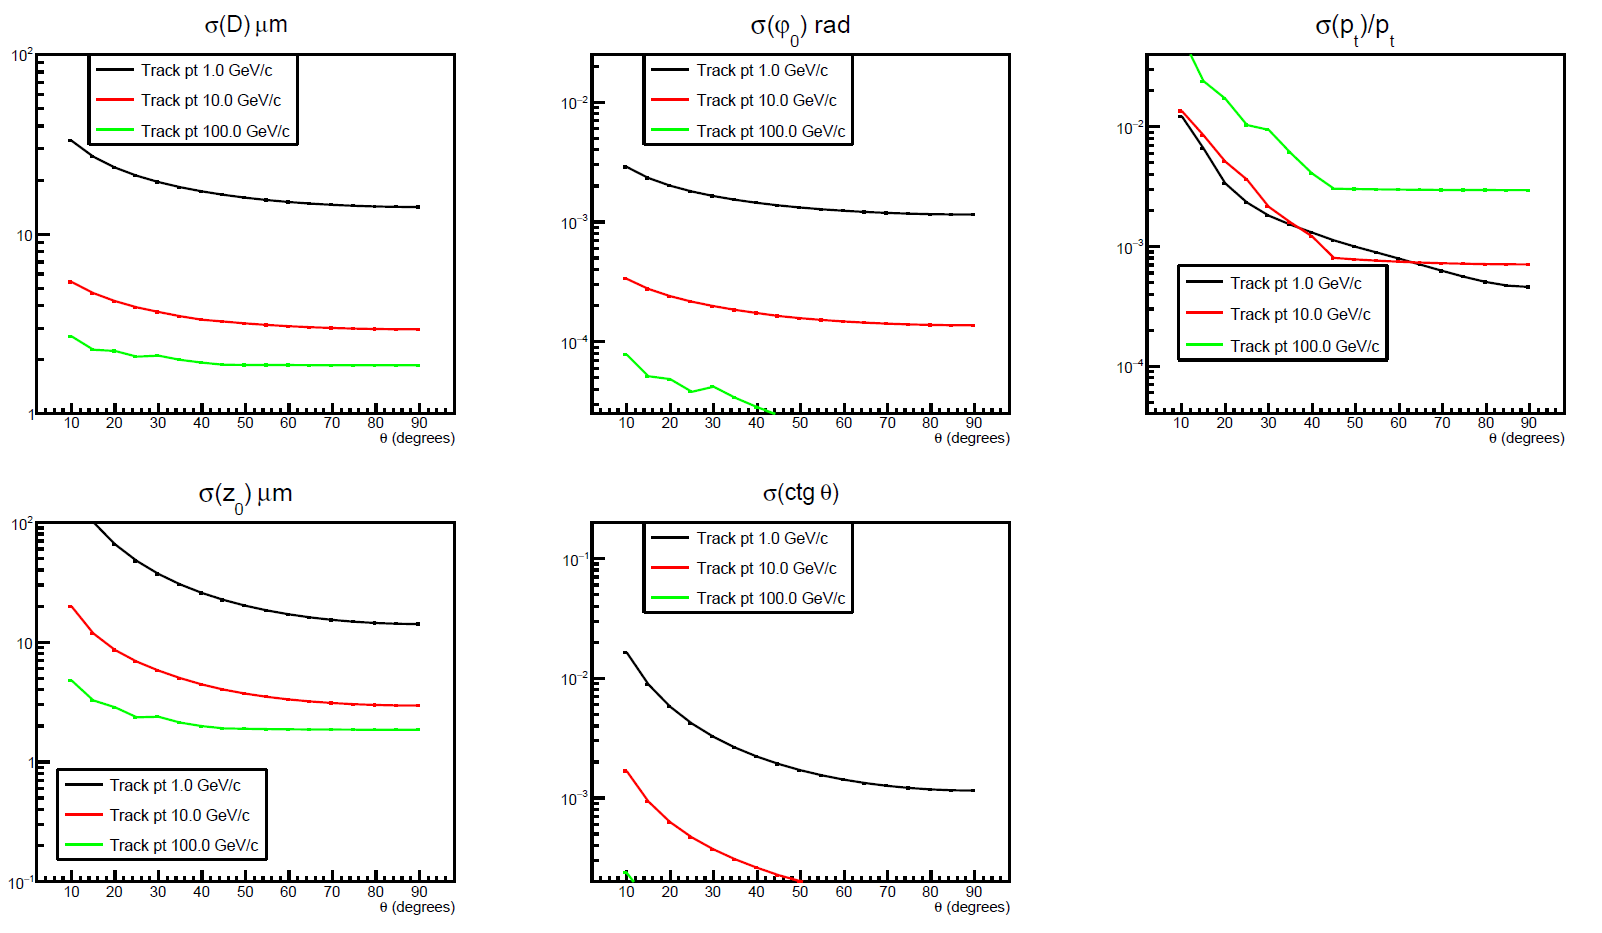 σ(D) μm
10²
10
1
Track pt 1.0 GeV/c
Track pt 10.0 GeV/c
Track pt 100.0 GeV/c
10 20 30 40 50 60 70 80 90
θ (degrees)
σ(φ₀) rad
10⁻²
10⁻³
10⁻⁴
Track pt 1.0 GeV/c
Track pt 10.0 GeV/c
Track pt 100.0 GeV/c
10 20 30 40 50 60 70 80 90
θ (degrees)
σ(pₜ)/pₜ
10⁻²
10⁻³
10⁻⁴
Track pt 1.0 GeV/c
Track pt 10.0 GeV/c
Track pt 100.0 GeV/c
10 20 30 40 50 60 70 80 90
θ (degrees)
σ(z₀) μm
10²
10
1
10⁻¹
Track pt 1.0 GeV/c
Track pt 10.0 GeV/c
Track pt 100.0 GeV/c
10 20 30 40 50 60 70 80 90
θ (degrees)
σ(ctg θ)
10⁻¹
10⁻²
10⁻³
Track pt 1.0 GeV/c
Track pt 10.0 GeV/c
Track pt 100.0 GeV/c
10 20 30 40 50 60 70 80 90
θ (degrees)